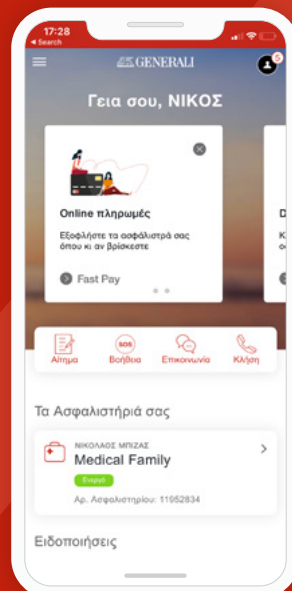 17:28
◀ Search
GENERALI
5
Γεια σου, ΝΙΚΟΣ
Online πληρωμές
Εξοφλήστε τα ασφάλιστρά σας
όπου κι αν βρίσκεστε
Fast Pay
Αίτημα
SOS
Βοήθεια
Επικοινωνία
Κλήση
Τα Ασφαλιστήριά σας
ΝΙΚΟΛΑΟΣ ΜΠΙΖΑΣ
Medical Family
Ενεργό
Αρ. Ασφαλιστηρίου: 11952834
Ειδοποιήσεις